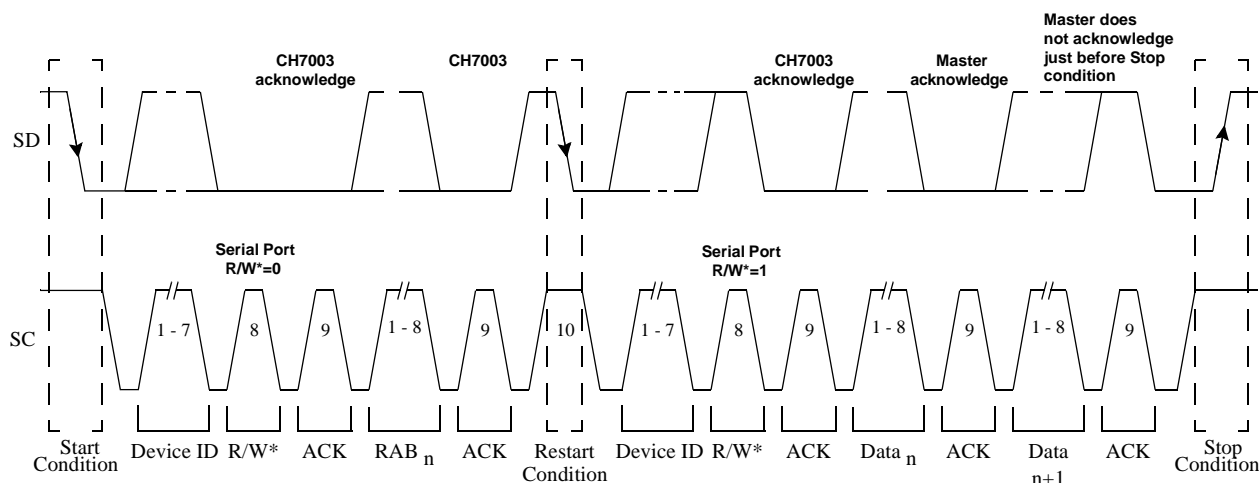 Master does
not acknowledge
just before Stop
condition
CH7003
acknowledge
CH7003
CH7003
acknowledge
Master
acknowledge
SD
Serial Port
R/W*=0
Serial Port
R/W*=1
SC
1 - 7
8
9
1 - 8
9
10
1 - 7
8
9
1 - 8
9
1 - 8
9
Start
Condition
Device ID
R/W*
ACK
RAB n
ACK
Restart
Condition
Device ID
R/W*
ACK
Data n
ACK
Data
n+1
ACK
Stop
Condition